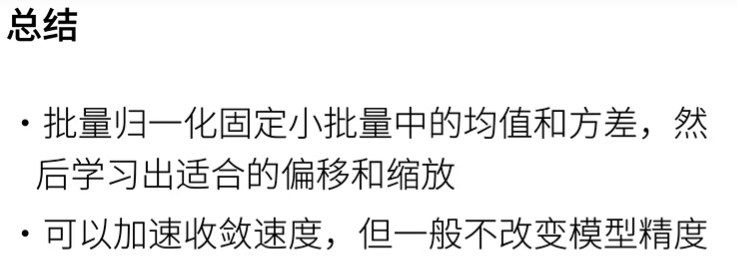 总结
• 批量归一化固定小批量中的均值和方差，然
后学习出适合的偏移和缩放
• 可以加速收敛速度，但一般不改变模型精度